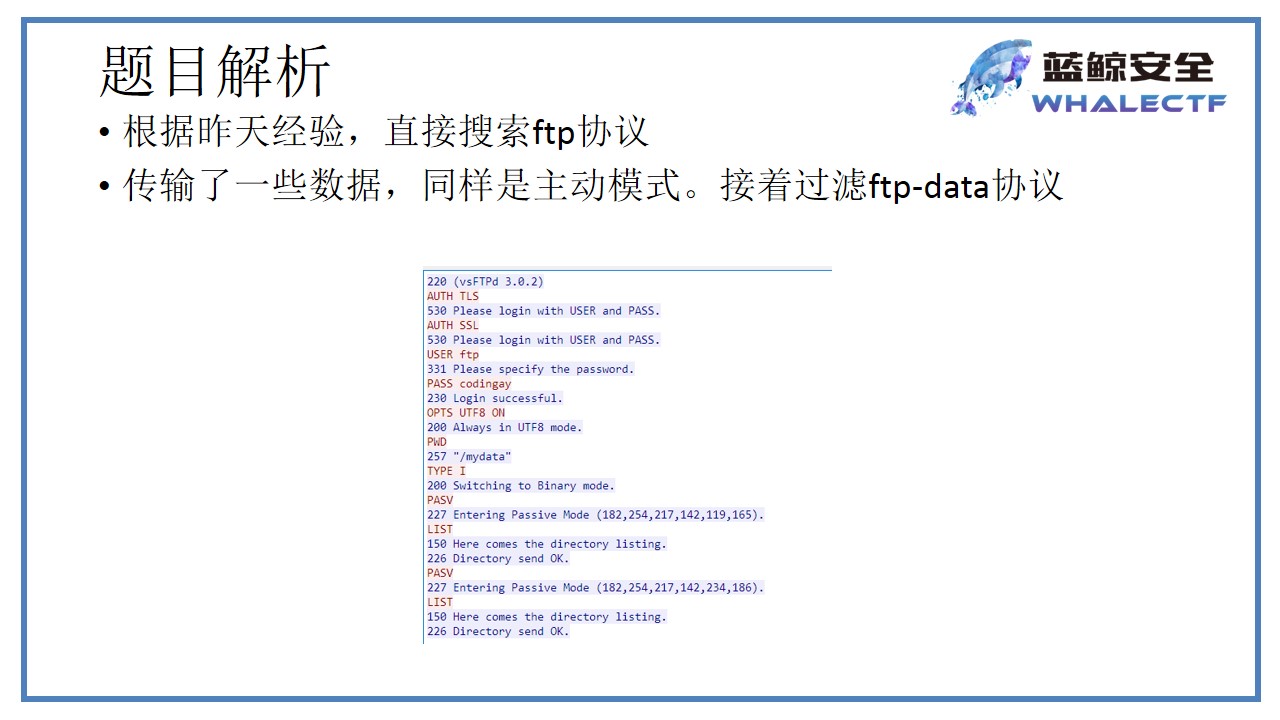 题目解析
蓝鲸安全
WHALECTF
• 根据昨天经验，直接搜索ftp协议
• 传输了一些数据，同样是主动模式。接着过滤ftp-data协议
220 (vsFTPd 3.0.2)
AUTH TLS
530 Please login with USER and PASS.
AUTH SSL
530 Please login with USER and PASS.
USER ftp
331 Please specify the password.
PASS codingay
230 Login successful.
OPTS UTF8 ON
200 Always in UTF8 mode.
PWD
257 "/mydata"
TYPE I
200 Switching to Binary mode.
PASV
227 Entering Passive Mode (182,254,217,142,119,165).
LIST
150 Here comes the directory listing.
226 Directory send OK.
PASV
227 Entering Passive Mode (182,254,217,142,234,186).
LIST
150 Here comes the directory listing.
226 Directory send OK.